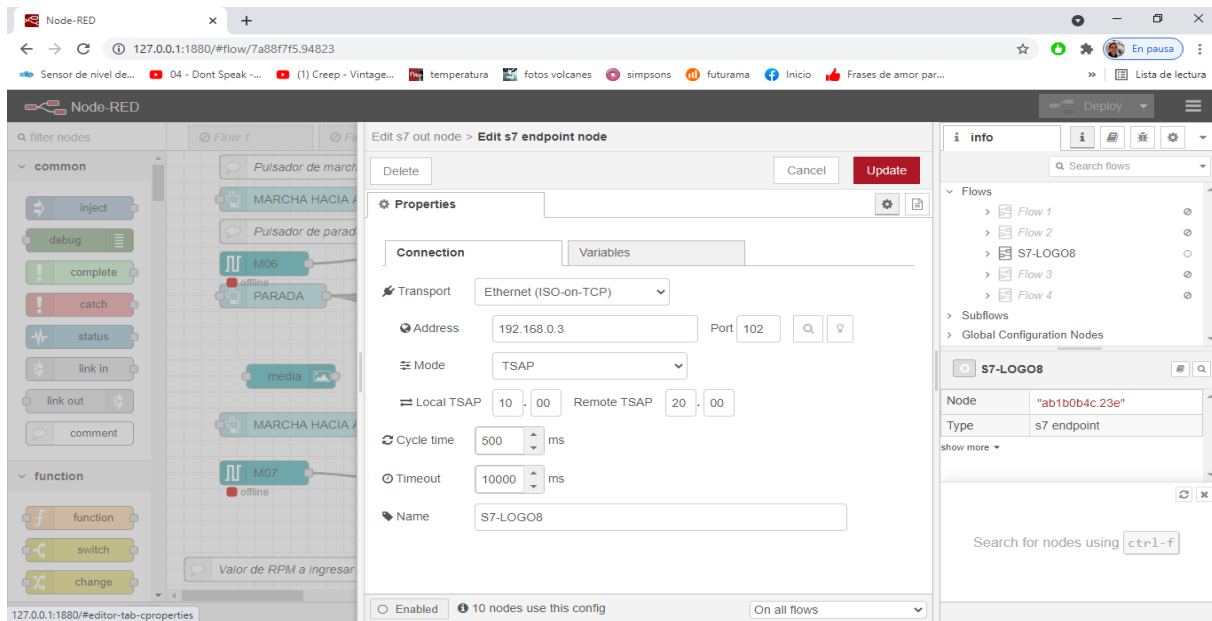 Node-RED
127.0.0.1:1880/#flow/7a88f7f5.94823
En pausa
Sensor de nivel de... 04 - Dont Speak -... (1) Creep - Vintage... temperatura fotos volcanes simpsons futurama Inicio Frases de amor par... » Lista de lectura
Node-RED Deploy
filter nodes
common
inject
debug
complete
catch
status
link in
link out
comment
function
function
switch
change
127.0.0.1:1880/#editor-tab-cproperties
Flow 1
Pulsador de march
MARCHA HACIA A
Pulsador de parad
M06
offline
PARADA
media
MARCHA HACIA A
M07
offline
Valor de RPM a ingresar
Edit s7 out node > Edit s7 endpoint node
Delete Cancel Update
Properties
Connection Variables
Transport Ethernet (ISO-on-TCP)
Address 192.168.0.3 Port 102
Mode TSAP
Local TSAP 10 . 00 Remote TSAP 20 . 00
Cycle time 500 ms
Timeout 10000 ms
Name S7-LOGO8
Enabled 10 nodes use this config On all flows
i info i
Search flows
Flows
Flow 1
Flow 2
S7-LOGO8
Flow 3
Flow 4
Subflows
Global Configuration Nodes
S7-LOGO8
Node "ab1b0b4c.23e"
Type s7 endpoint
show more
Search for nodes using ctrl-f